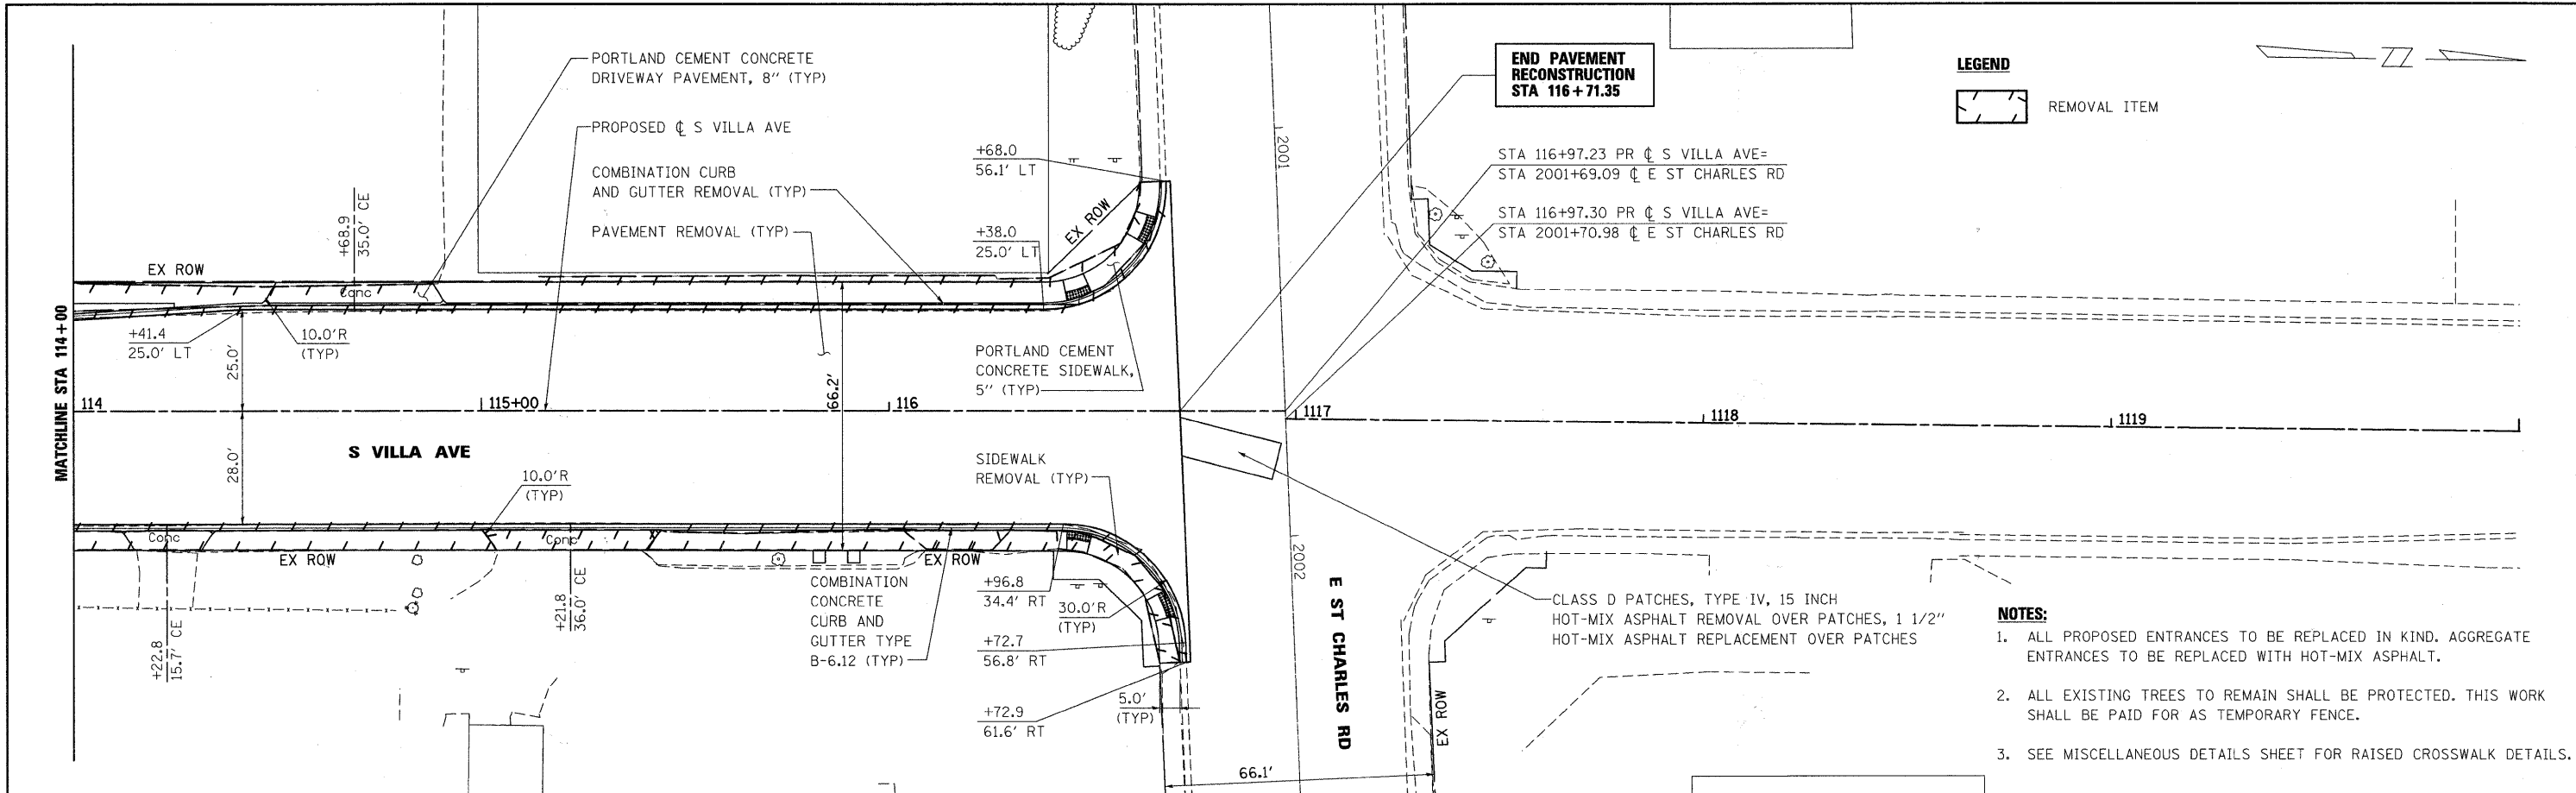 PORTLAND CEMENT CONCRETE
DRIVEWAY PAVEMENT, 8" (TYP)
PROPOSED ℄ S VILLA AVE
COMBINATION CURB
AND GUTTER REMOVAL (TYP)
PAVEMENT REMOVAL (TYP)
+68.0
56.1' LT
+38.0
25.0' LT
EX ROW
END PAVEMENT
RECONSTRUCTION
STA 116+71.35
STA 116+97.23 PR ℄ S VILLA AVE=
STA 2001+69.09 ℄ E ST CHARLES RD
STA 116+97.30 PR ℄ S VILLA AVE=
STA 2001+70.98 ℄ E ST CHARLES RD
LEGEND
REMOVAL ITEM
Z
2001
+68.9
35.0' CE
EX ROW
Conc
+41.4
25.0' LT
10.0'R
(TYP)
25.0'
66.2'
PORTLAND CEMENT
CONCRETE SIDEWALK,
5" (TYP)
MATCHLINE STA 114+00
114
115+00
116
1117
1118
1119
S VILLA AVE
28.0'
10.0'R
(TYP)
SIDEWALK
REMOVAL (TYP)
Conc
Conc
EX ROW
EX ROW
+22.8
15.7' CE
+21.8
36.0' CE
COMBINATION
CONCRETE
CURB AND
GUTTER TYPE
B-6.12 (TYP)
+96.8
34.4' RT
30.0'R
(TYP)
+72.7
56.8' RT
+72.9
61.6' RT
5.0'
(TYP)
2002
E ST CHARLES RD
66.1'
EX ROW
CLASS D PATCHES, TYPE IV, 15 INCH
HOT-MIX ASPHALT REMOVAL OVER PATCHES, 1 1/2"
HOT-MIX ASPHALT REPLACEMENT OVER PATCHES
NOTES:
1. ALL PROPOSED ENTRANCES TO BE REPLACED IN KIND. AGGREGATE
ENTRANCES TO BE REPLACED WITH HOT-MIX ASPHALT.
2. ALL EXISTING TREES TO REMAIN SHALL BE PROTECTED. THIS WORK
SHALL BE PAID FOR AS TEMPORARY FENCE.
3. SEE MISCELLANEOUS DETAILS SHEET FOR RAISED CROSSWALK DETAILS.